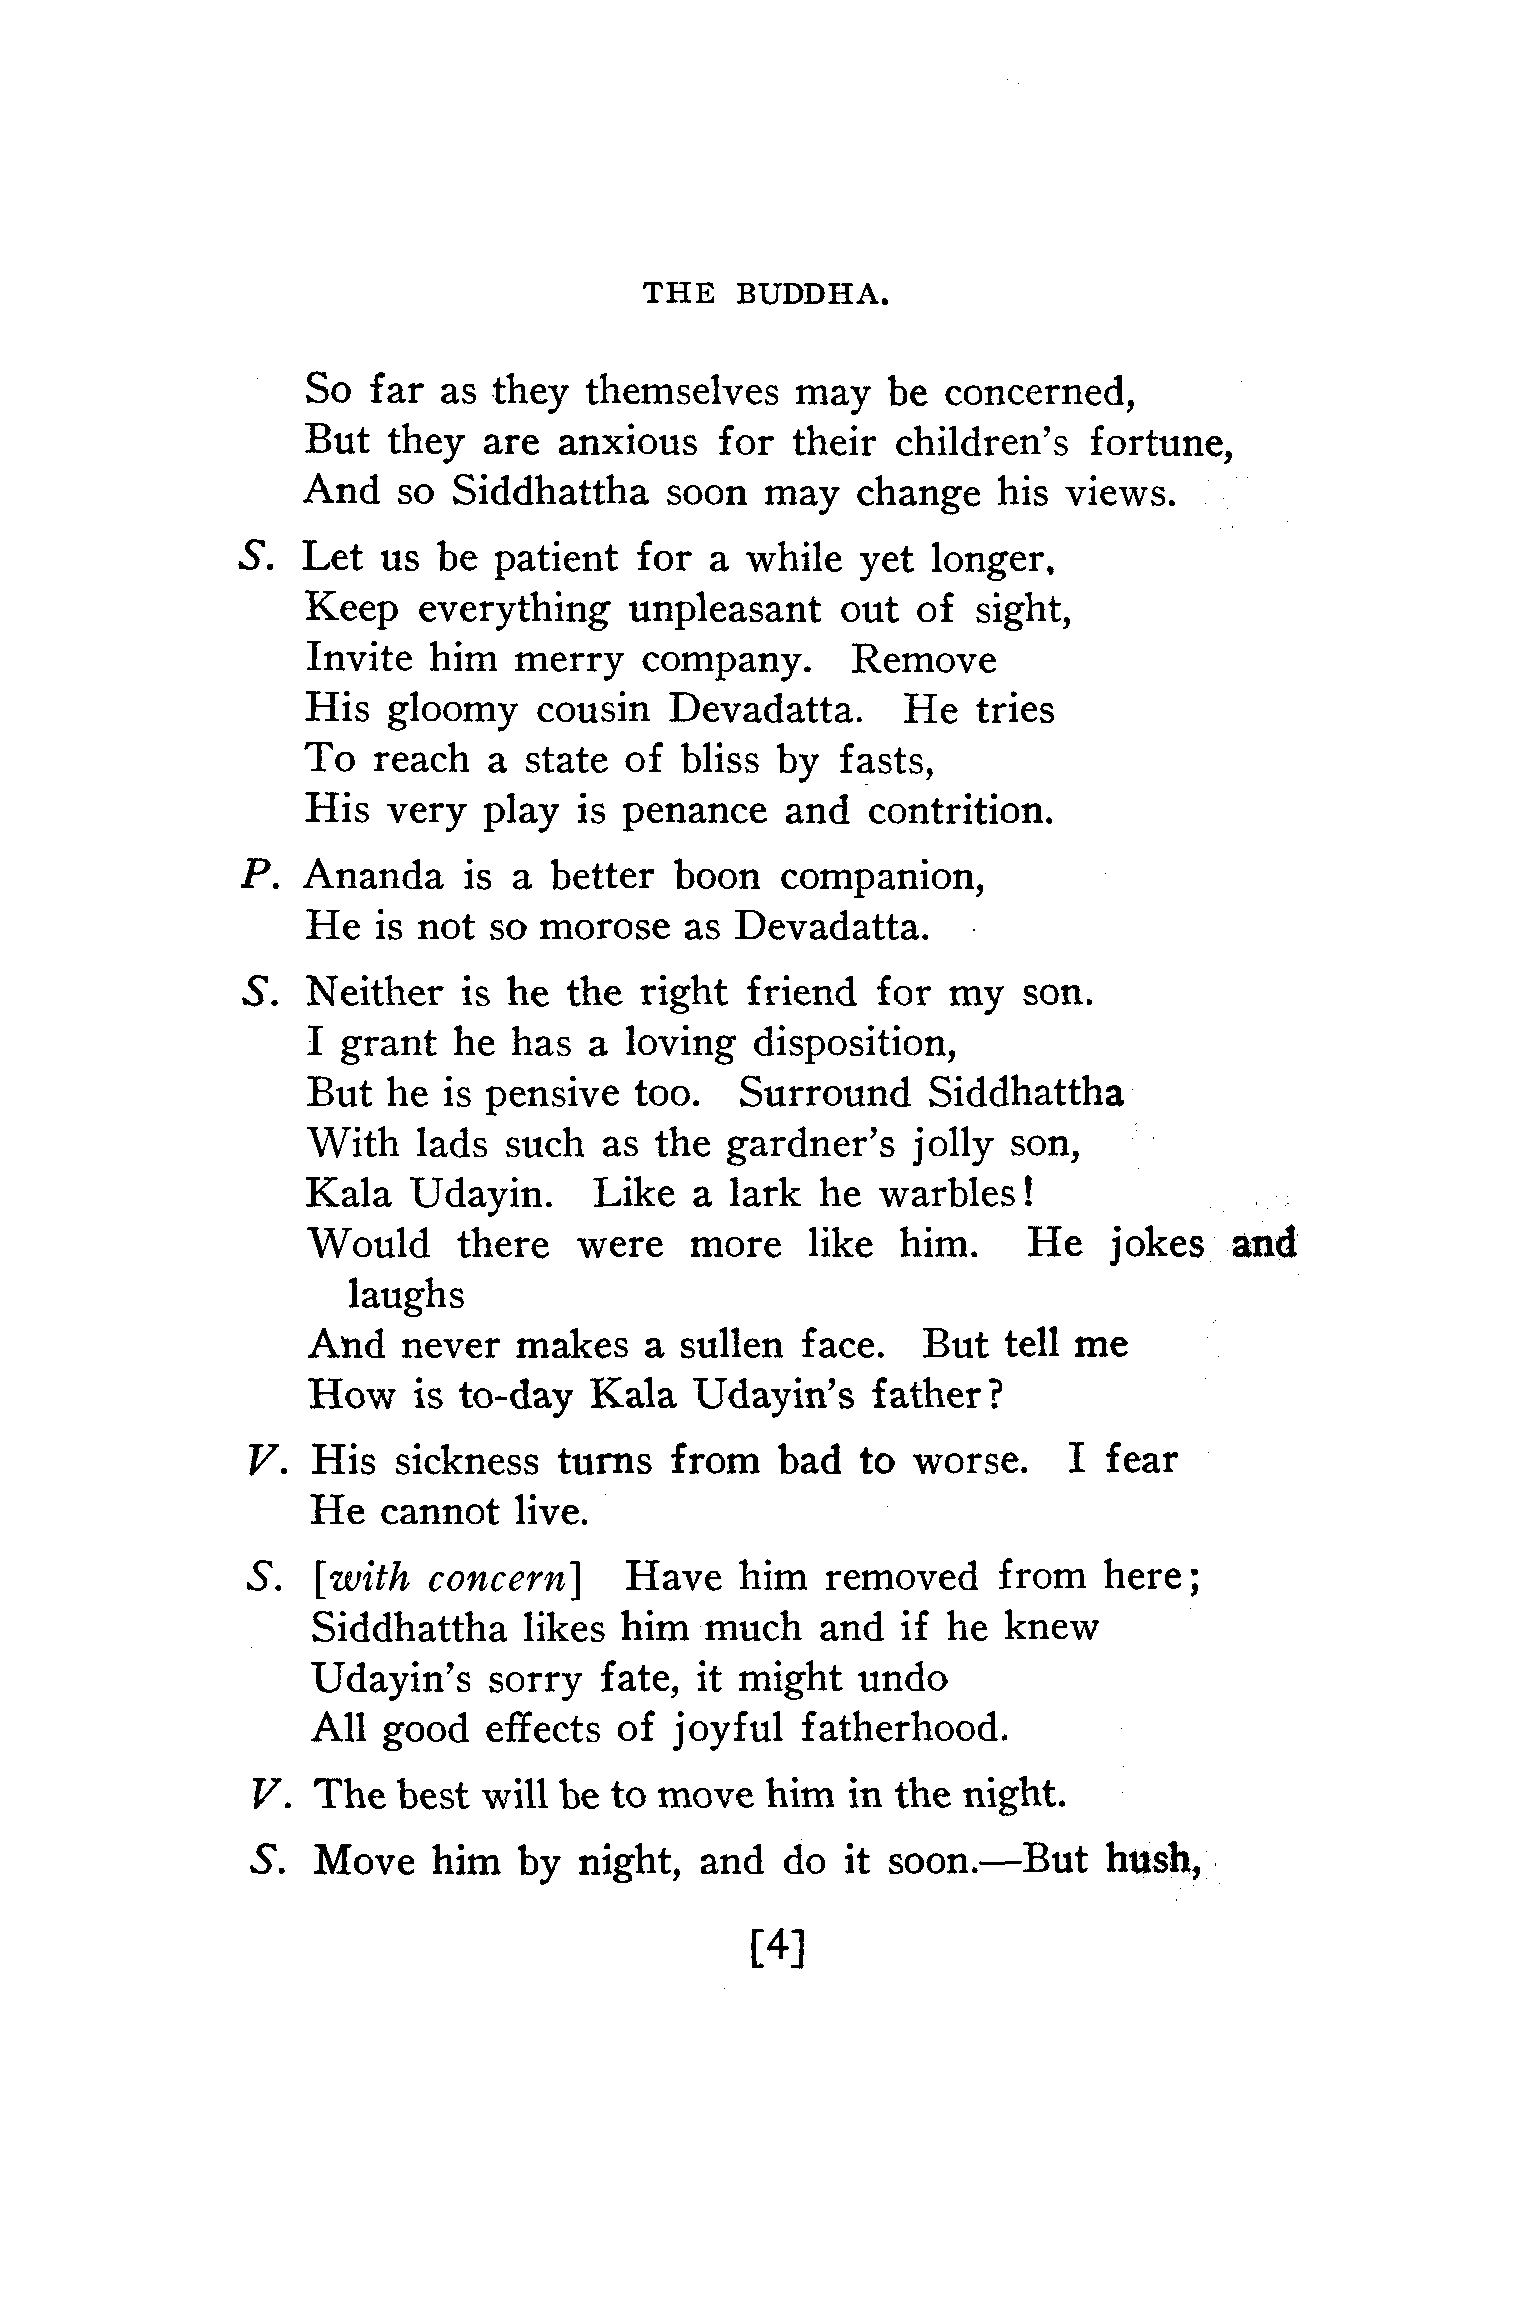 THE BUDDHA.
So far as they themselves may be concerned,
But they are anxious for their children's fortune,
And so Siddhattha soon may change his views.
S. Let us be patient for a while yet longer,
Keep everything unpleasant out of sight,
Invite him merry company. Remove
His gloomy cousin Devadatta. He tries
To reach a state of bliss by fasts,
His very play is penance and contrition.
P. Ananda is a better boon companion,
He is not so morose as Devadatta.
S. Neither is he the right friend for my son.
I grant he has a loving disposition,
But he is pensive too. Surround Siddhattha
With lads such as the gardner's jolly son,
Kala Udayin. Like a lark he warbles!
Would there were more like him. He jokes and
laughs
And never makes a sullen face. But tell me
How is to-day Kala Udayin's father?
V. His sickness turns from bad to worse. I fear
He cannot live.
S. [with concern] Have him removed from here;
Siddhattha likes him much and if he knew
Udayin's sorry fate, it might undo
All good effects of joyful fatherhood.
V. The best will be to move him in the night.
S. Move him by night, and do it soon.—But hush,
[4]